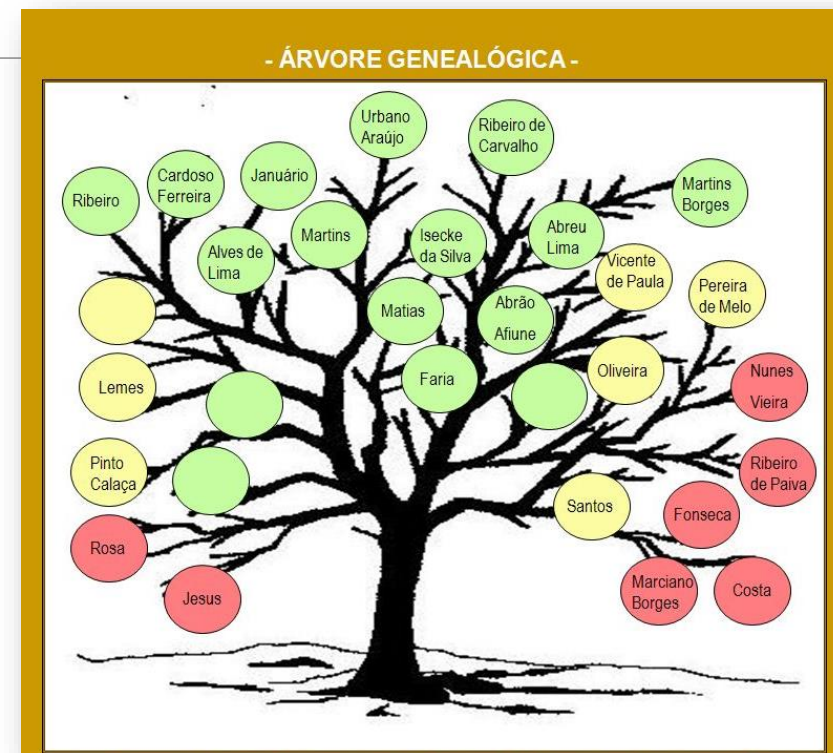 - ÁRVORE GENEALÓGICA -
Urbano
Araújo
Ribeiro de
Carvalho
Cardoso
Ferreira
Januário
Ribeiro
Martins
Borges
Martins
Isecke
da Silva
Abreu
Lima
Alves de
Lima
Vicente
de Paula
Pereira
de Melo
Matias
Abrão
Afiune
Lemes
Faria
Oliveira
Nunes
Vieira
Pinto
Calaça
Ribeiro
de Paiva
Santos
Fonseca
Rosa
Jesus
Marciano
Borges
Costa